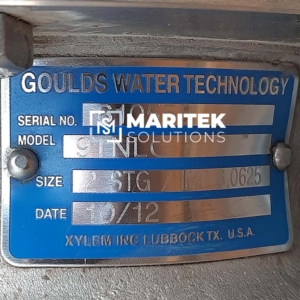 GOULDS WATER TECHNOLOGY
SERIAL NO.
MARITEK
MODEL
SOLUTIONS
SIZE STG 0625
DATE 10/12
XYLEM INC LUBBOCK TX. U.S.A.